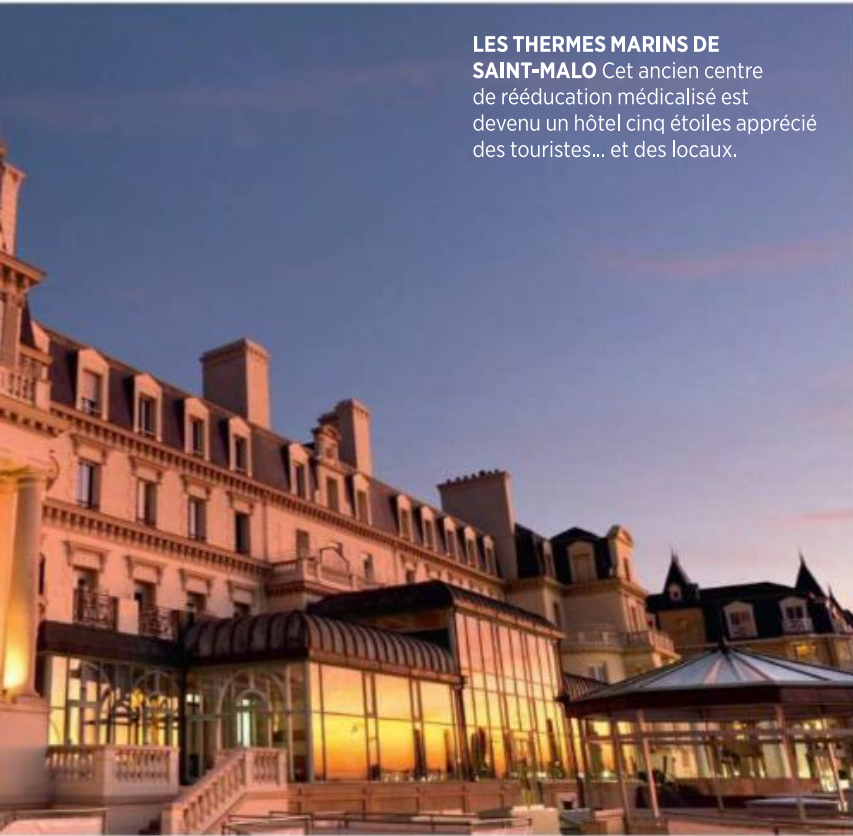 LES THERMES MARINS DE
SAINT-MALO Cet ancien centre
de rééducation médicalisé est
devenu un hôtel cinq étoiles apprécié
des touristes... et des locaux.